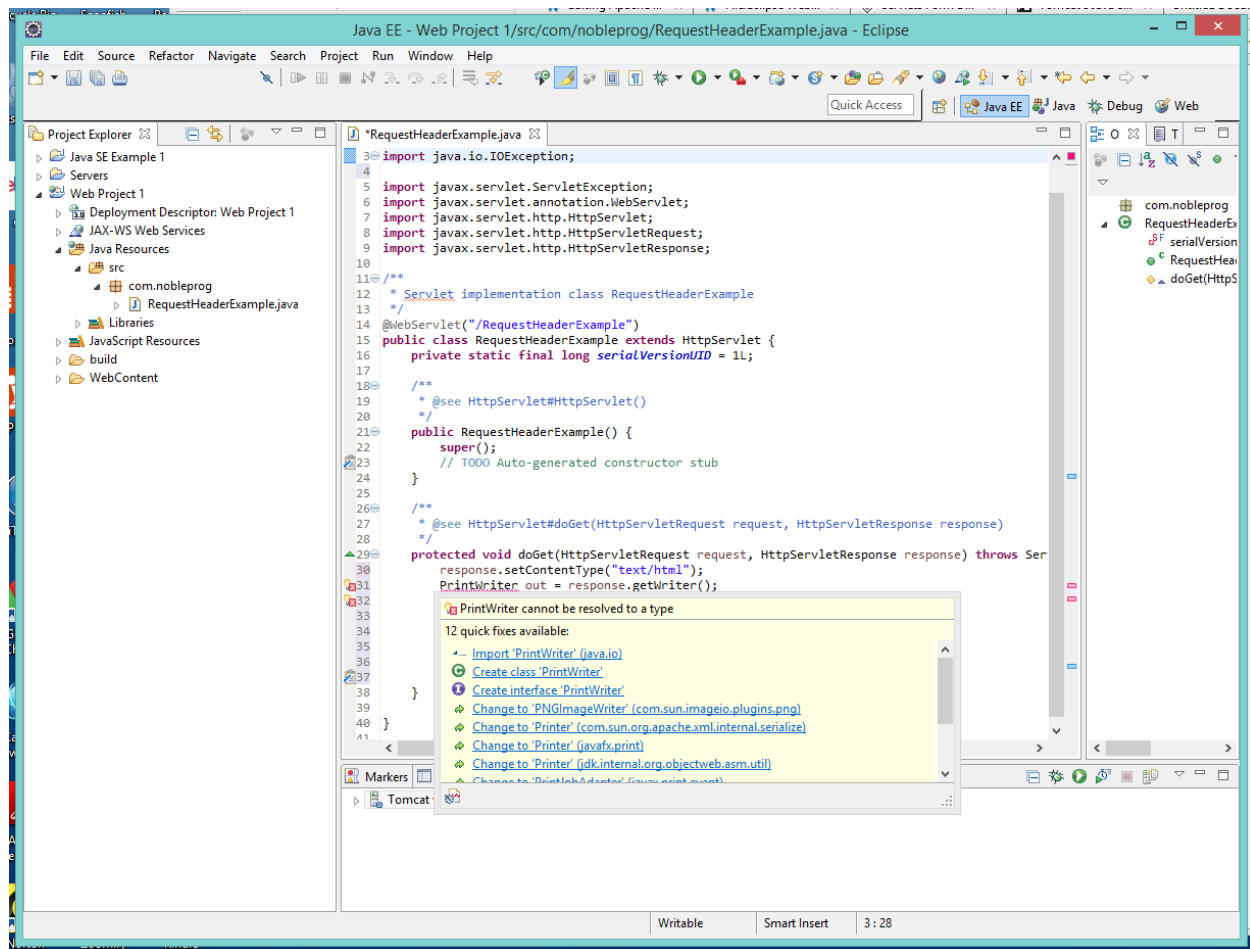 Java EE - Web Project 1/src/com/nobleprog/RequestHeaderExample.java - Eclipse
File Edit Source Refactor Navigate Search Project Run Window Help
Quick Access
Java EE
Java
Debug
Web
Project Explorer
*RequestHeaderExample.java
O
T
Java SE Example 1
Servers
Web Project 1
Deployment Descriptor: Web Project 1
JAX-WS Web Services
Java Resources
src
com.nobleprog
RequestHeaderExample.java
Libraries
JavaScript Resources
build
WebContent
3 import java.io.IOException;
4
5 import javax.servlet.ServletException;
6 import javax.servlet.annotation.WebServlet;
7 import javax.servlet.http.HttpServlet;
8 import javax.servlet.http.HttpServletRequest;
9 import javax.servlet.http.HttpServletResponse;
10
11 /**
12 * Servlet implementation class RequestHeaderExample
13 */
14 @WebServlet("/RequestHeaderExample")
15 public class RequestHeaderExample extends HttpServlet {
16 private static final long serialVersionUID = 1L;
17
18 /**
19 * @see HttpServlet#HttpServlet()
20 */
21 public RequestHeaderExample() {
22 super();
23 // TODO Auto-generated constructor stub
24 }
25
26 /**
27 * @see HttpServlet#doGet(HttpServletRequest request, HttpServletResponse response)
28 */
29 protected void doGet(HttpServletRequest request, HttpServletResponse response) throws Ser
30 response.setContentType("text/html");
31 PrintWriter out = response.getWriter();
32
33
34
35
36
37
38 }
39
40 }
41
PrintWriter cannot be resolved to a type
12 quick fixes available:
Import 'PrintWriter' (java.io)
Create class 'PrintWriter'
Create interface 'PrintWriter'
Change to 'PNGImageWriter' (com.sun.imageio.plugins.png)
Change to 'Printer' (com.sun.org.apache.xml.internal.serialize)
Change to 'Printer' (javafx.print)
Change to 'Printer' (jdk.internal.org.objectweb.asm.util)
Change to 'PrintJobAdapter' (javax.print.event)
com.nobleprog
RequestHeaderEx
serialVersion
RequestHea
doGet(HttpS
Markers
Tomcat
Writable
Smart Insert
3 : 28